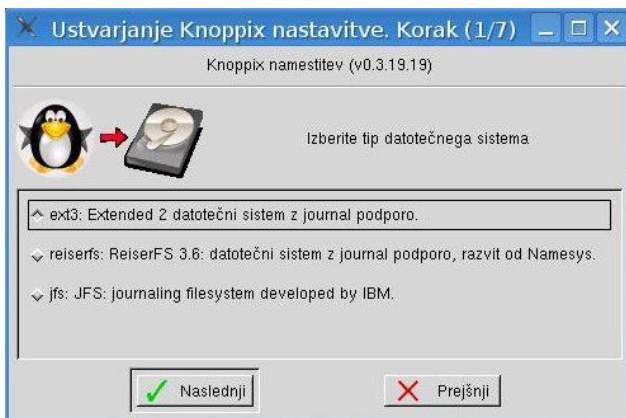 Ustvarjanje Knoppix nastavitve. Korak (1/7)
Knoppix namestitev (v0.3.19.19)
Izberite tip datotečnega sistema
ext3: Extended 2 datotečni sistem z journal podporo.
reiserfs: ReiserFS 3.6: datotečni sistem z journal podporo, razvit od Namesys.
jfs: JFS: journaling filesystem developed by IBM.
Naslednji
Prejšnji